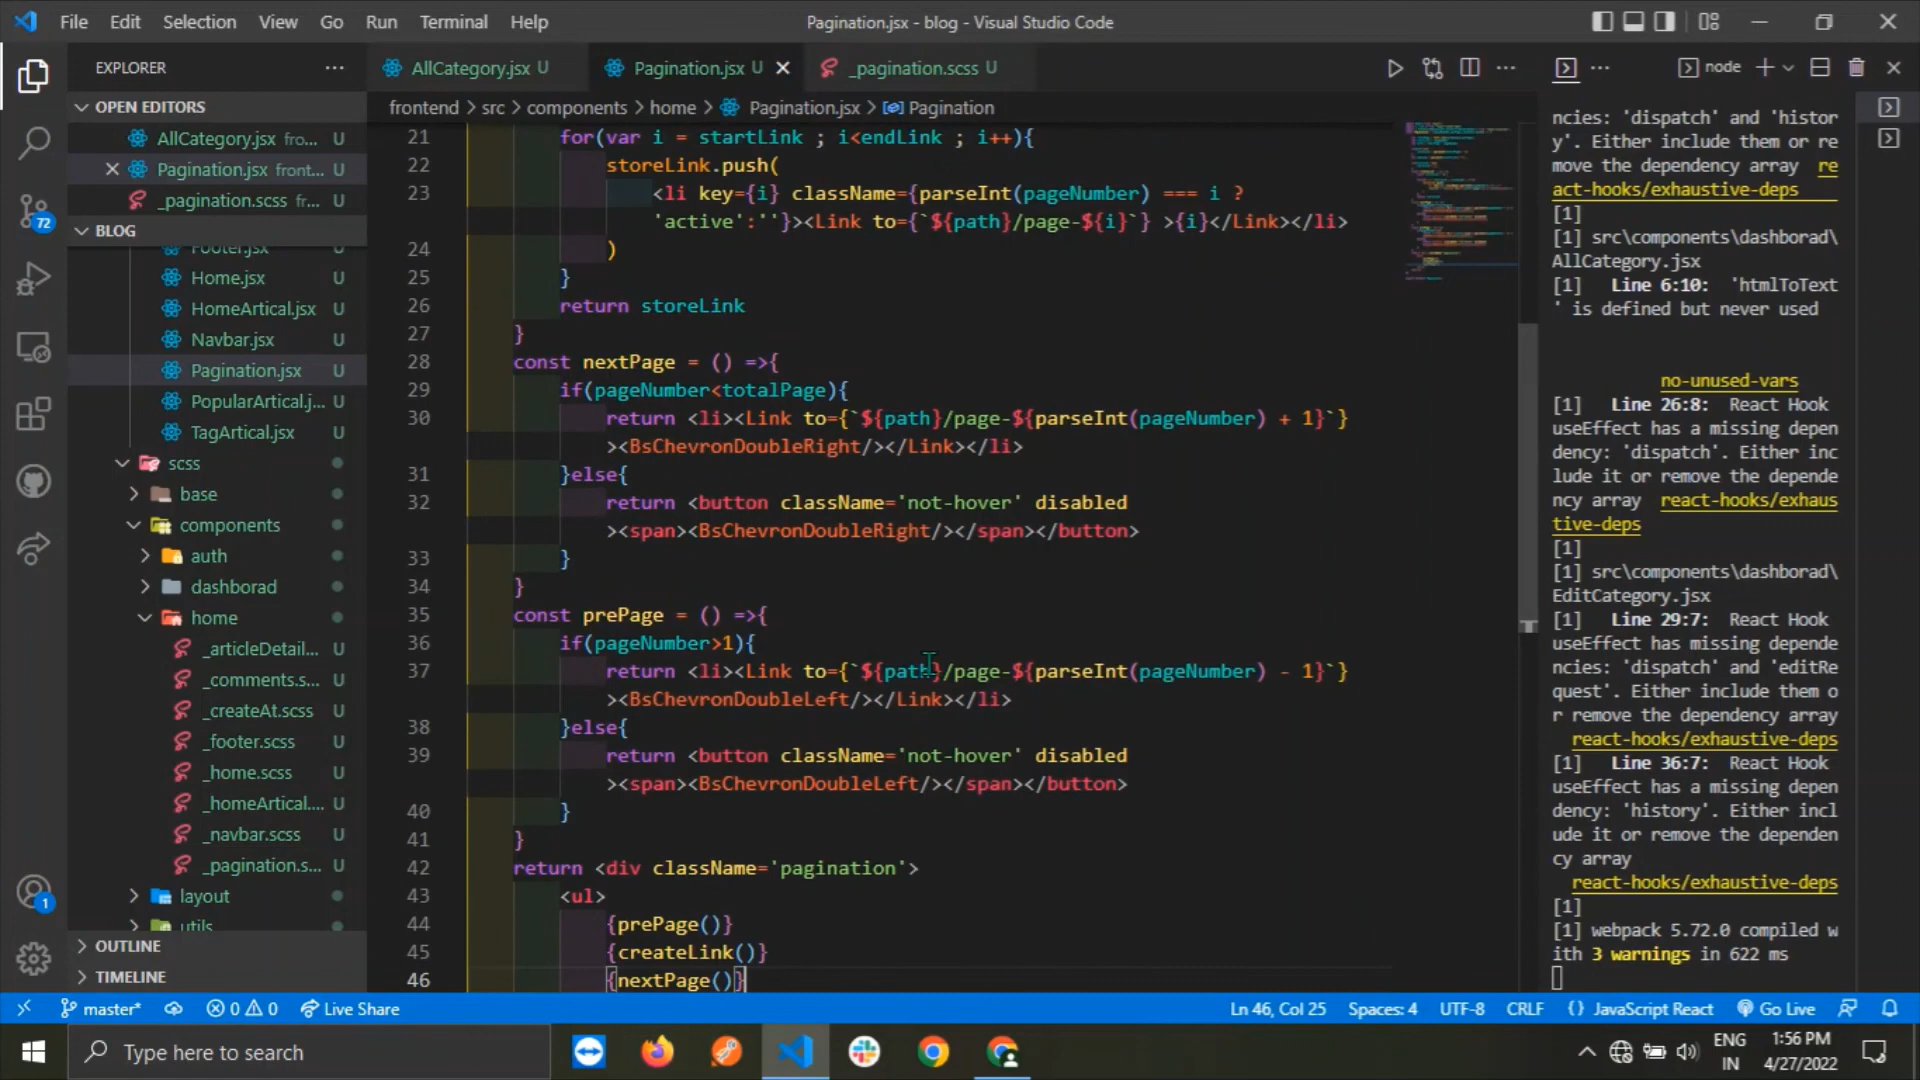 File Edit Selection View Go Run Terminal Help
Pagination.jsx - blog - Visual Studio Code
EXPLORER
OPEN EDITORS
AllCategory.jsx fro... U
Pagination.jsx front... U
_pagination.scss fr... U
BLOG
Footer.jsx U
Home.jsx U
HomeArtical.jsx U
Navbar.jsx U
Pagination.jsx U
PopularArtical.j... U
TagArtical.jsx U
scss
base
components
auth
dashborad
home
_articleDetail... U
_comments.s... U
_createAt.scss U
_footer.scss U
_home.scss U
_homeArtical.... U
_navbar.scss U
_pagination.s... U
layout
utils
OUTLINE
TIMELINE
72
1
AllCategory.jsx U
Pagination.jsx U
_pagination.scss U
frontend > src > components > home > Pagination.jsx > Pagination
21 for(var i = startLink ; i<endLink ; i++){
22 storeLink.push(
23 <li key={i} className={parseInt(pageNumber) === i ?
'active':''}><Link to={`${path}/page-${i}`} >{i}</Link></li>
24 )
25 }
26 return storeLink
27 }
28 const nextPage = () =>{
29 if(pageNumber<totalPage){
30 return <li><Link to={`${path}/page-${parseInt(pageNumber) + 1}`}
><BsChevronDoubleRight/></Link></li>
31 }else{
32 return <button className='not-hover' disabled
><span><BsChevronDoubleRight/></span></button>
33 }
34 }
35 const prePage = () =>{
36 if(pageNumber>1){
37 return <li><Link to={`${path}/page-${parseInt(pageNumber) - 1}`}
><BsChevronDoubleLeft/></Link></li>
38 }else{
39 return <button className='not-hover' disabled
><span><BsChevronDoubleLeft/></span></button>
40 }
41 }
42 return <div className='pagination'>
43 <ul>
44 {prePage()}
45 {createLink()}
46 {nextPage()}
node
ncies: 'dispatch' and 'histor
y'. Either include them or re
move the dependency array re
act-hooks/exhaustive-deps
[1]
[1] src\components\dashborad\
AllCategory.jsx
[1] Line 6:10: 'htmlToText
' is defined but never used
no-unused-vars
[1] Line 26:8: React Hook
useEffect has a missing depen
dency: 'dispatch'. Either inc
lude it or remove the depende
ncy array react-hooks/exhaus
tive-deps
[1]
[1] src\components\dashborad\
EditCategory.jsx
[1] Line 29:7: React Hook
useEffect has missing depende
ncies: 'dispatch' and 'editRe
quest'. Either include them o
r remove the dependency array
react-hooks/exhaustive-deps
[1] Line 36:7: React Hook
useEffect has a missing depen
dency: 'history'. Either incl
ude it or remove the dependen
cy array
react-hooks/exhaustive-deps
[1]
[1] webpack 5.72.0 compiled w
ith 3 warnings in 622 ms
master* 0 0 Live Share
Ln 46, Col 25 Spaces: 4 UTF-8 CRLF {} JavaScript React Go Live
Type here to search
ENG
IN
1:56 PM
4/27/2022